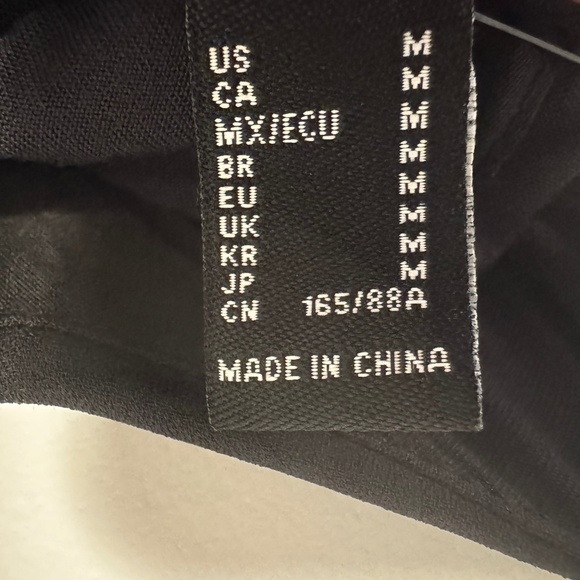 US M
CA M
MX/ECU M
BR M
EU M
UK M
KR M
JP M
CN 165/88A
MADE IN CHINA